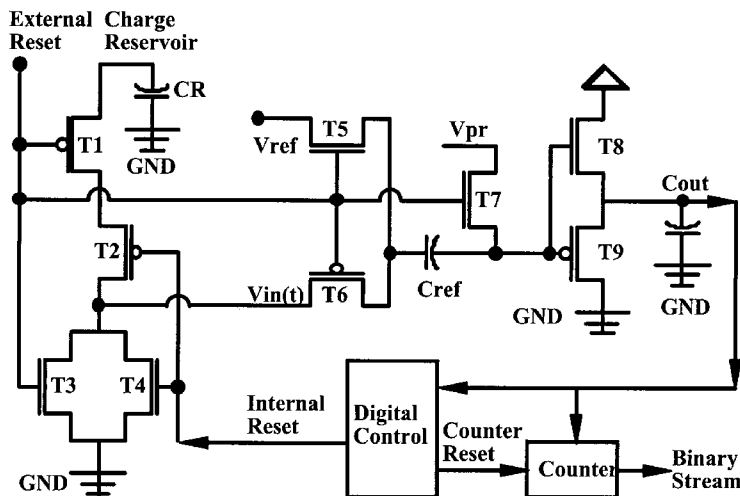 External
Reset
Charge
Reservoir
CR
GND
T1
T2
T3
T4
GND
Vref
T5
Vin(t)
T6
Vpr
T7
Cref
T8
T9
GND
Cout
GND
Internal
Reset
Digital
Control
Counter
Reset
Counter
Binary
Stream